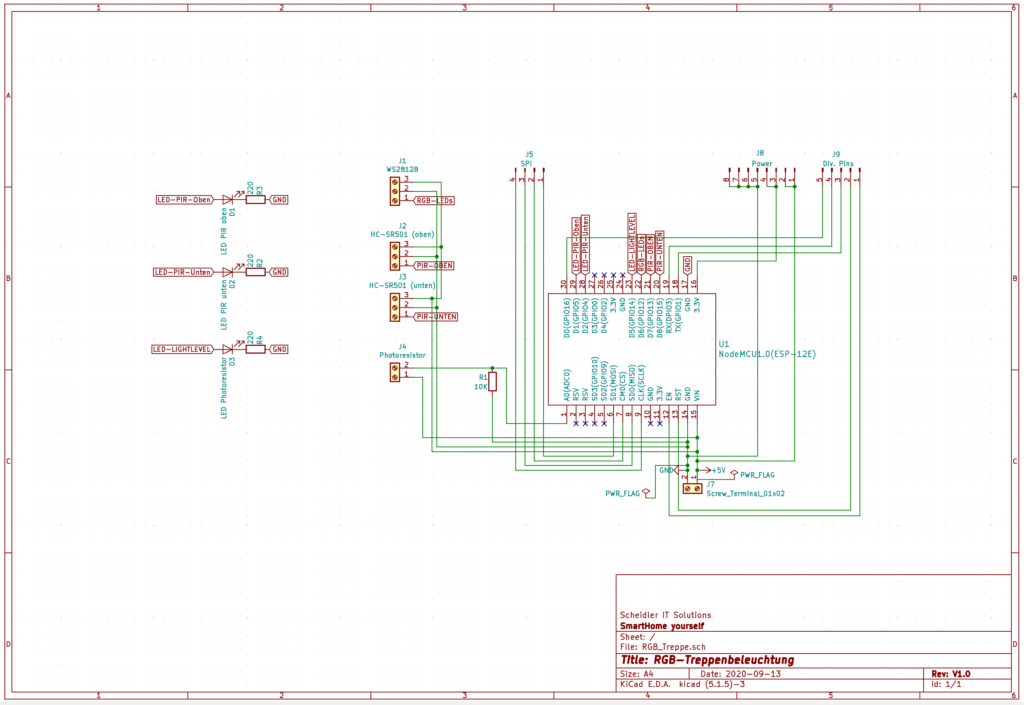 1 2 3 4 5 6
A A
B B
C C
D D
J1
WS2812B
3
2
1
RGB-LEDs
J2
HC-SR501 (oben)
3
2
1
PIR-OBEN
J3
HC-SR501 (unten)
3
2
1
PIR-UNTEN
J4
Photoresistor
2
1
R1
10K
LED-PIR-Oben
D1
LED PIR oben
220
R3
GND
LED-PIR-Unten
D2
LED PIR unten
220
R2
GND
LED-LIGHTLEVEL
D3
LED Photoresistor
220
R4
GND
J5
SPI
4 3 2 1
J8
Power
8 7 6 5 4 3 2 1
J9
Div. Pins
5 4 3 2 1
LED-PIR-Oben
LED-PIR-Unten
LED-LIGHTLEVEL
RGB-LEDs
PIR-OBEN
PIR-UNTEN
GND
30 29 28 27 26 25 24 23 22 21 20 19 18 17 16
D0(GPIO16)
D1(GPIO5)
D2(GPIO4)
D3(GPIO0)
D4(GPIO2)
3.3V
GND
D5(GPIO14)
D6(GPIO12)
D7(GPIO13)
D8(GPIO15)
RX(DPIO3)
TX(GPIO1)
GND
3.3V
U1
NodeMCU1.0(ESP-12E)
A0(ADC0)
RSV
RSV
SD3(GPIO10)
SD2(GPIO9)
SD1(MOSI)
CMD(CS)
SD0(MISO)
CLK(SCLK)
GND
3.3V
EN
RST
GND
VIN
1 2 3 4 5 6 7 8 9 10 11 12 13 14 15
GND
+5V
PWR_FLAG
PWR_FLAG
2 1
J7
Screw_Terminal_01x02
Scheidler IT Solutions
SmartHome yourself
Sheet: /
File: RGB_Treppe.sch
Title: RGB-Treppenbeleuchtung
Size: A4 Date: 2020-09-13 Rev: V1.0
KiCad E.D.A. kicad (5.1.5)-3 Id: 1/1
1 2 3 4 5 6